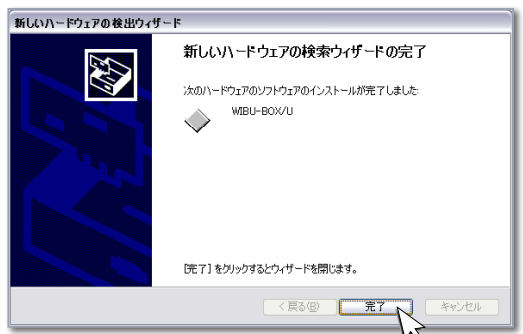 新しいハードウェアの検出ウィザード
新しいハードウェアの検索ウィザードの完了
次のハードウェアのソフトウェアのインストールが完了しました:
WIBU-BOX/U
[完了] をクリックするとウィザードを閉じます。
< 戻る(B)
完了
キャンセル